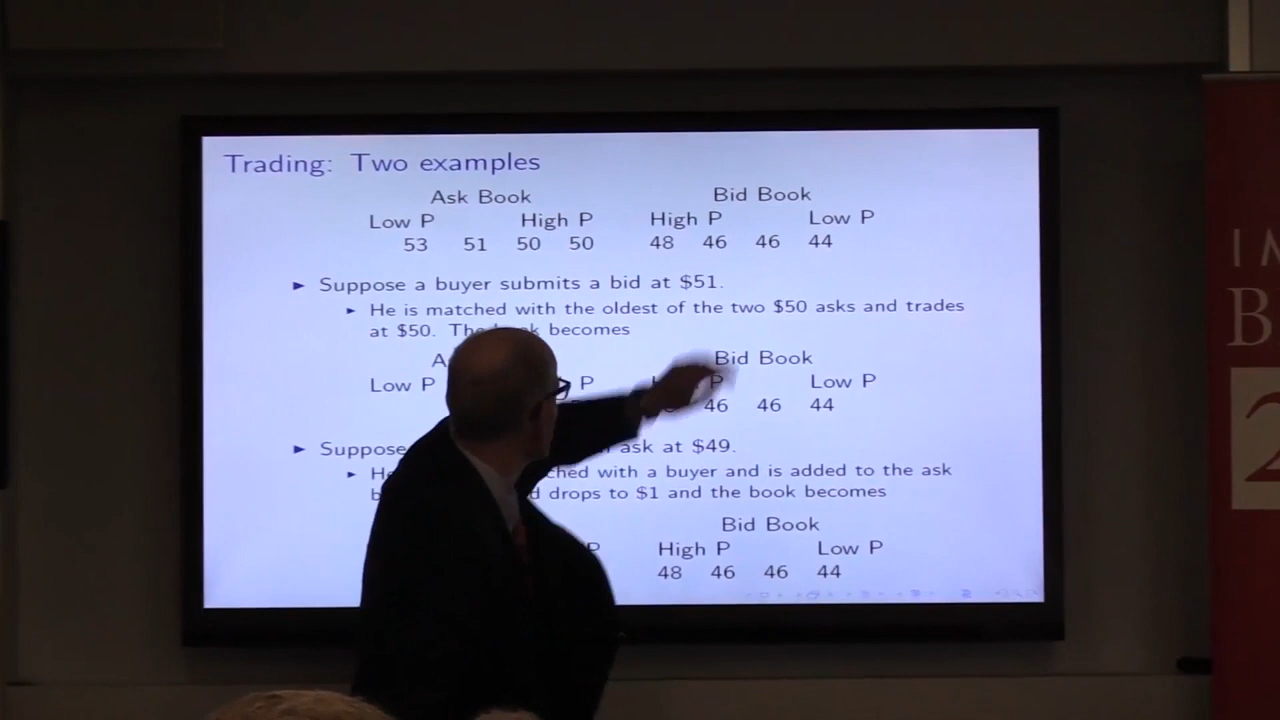 Trading: Two examples
Ask Book Bid Book
Low P High P High P Low P
53 51 50 50 48 46 46 44
► Suppose a buyer submits a bid at $51.
► He is matched with the oldest of the two $50 asks and trades
at $50. The becomes
Bid Book
Low P P P Low P
46 46 44
► Suppose ask at $49.
► with a buyer and is added to the ask
drops to $1 and the book becomes
Bid Book
High P Low P
48 46 46 44
I M
B
2